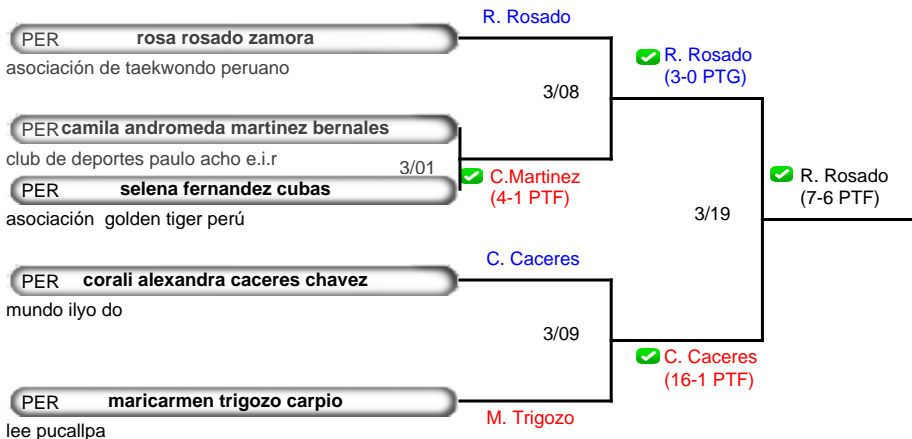 R. Rosado
PER rosa rosado zamora
asociación de taekwondo peruano
R. Rosado
(3-0 PTG)
3/08
PER camila andromeda martinez bernales
club de deportes paulo acho e.i.r
3/01
C.Martinez
(4-1 PTF)
PER selena fernandez cubas
asociación golden tiger perú
R. Rosado
(7-6 PTF)
3/19
C. Caceres
PER corali alexandra caceres chavez
mundo ilyo do
3/09
C. Caceres
(16-1 PTF)
PER maricarmen trigozo carpio
M. Trigozo
lee pucallpa